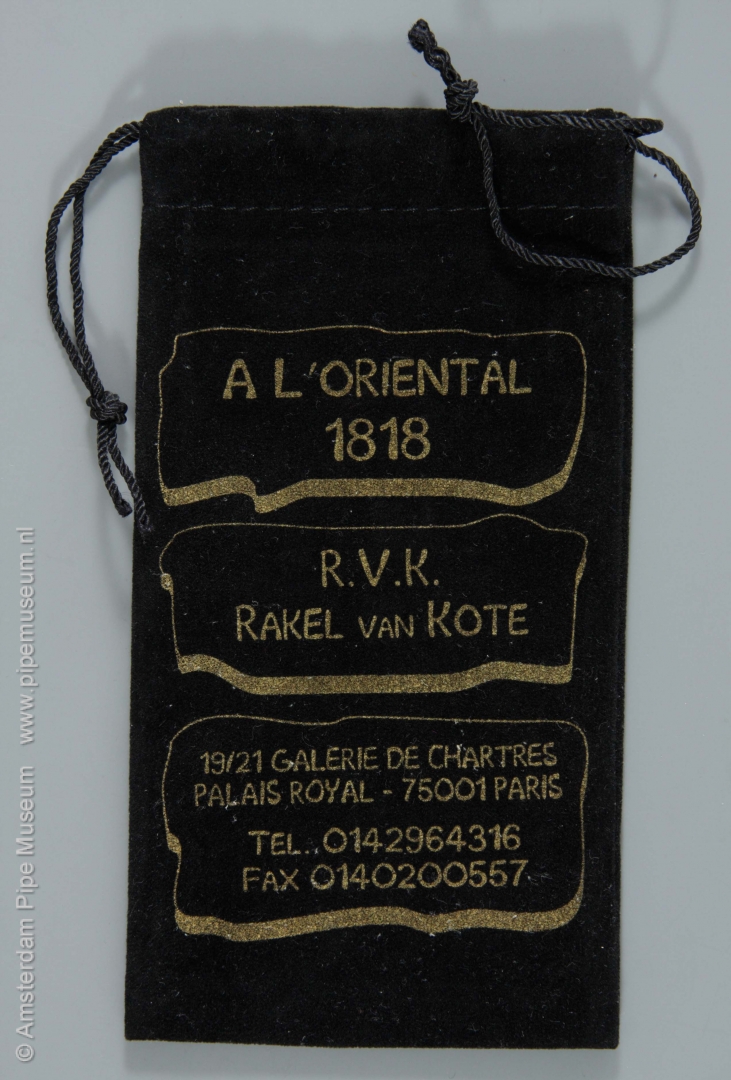 A L'ORIENTAL
1818
R.V.K.
RAKEL VAN KOTE
19/21 GALERIE DE CHARTRES
PALAIS ROYAL - 75001 PARIS
TEL. 0142964316
FAX 0140200557
© Amsterdam Pipe Museum www.pipemuseum.nl